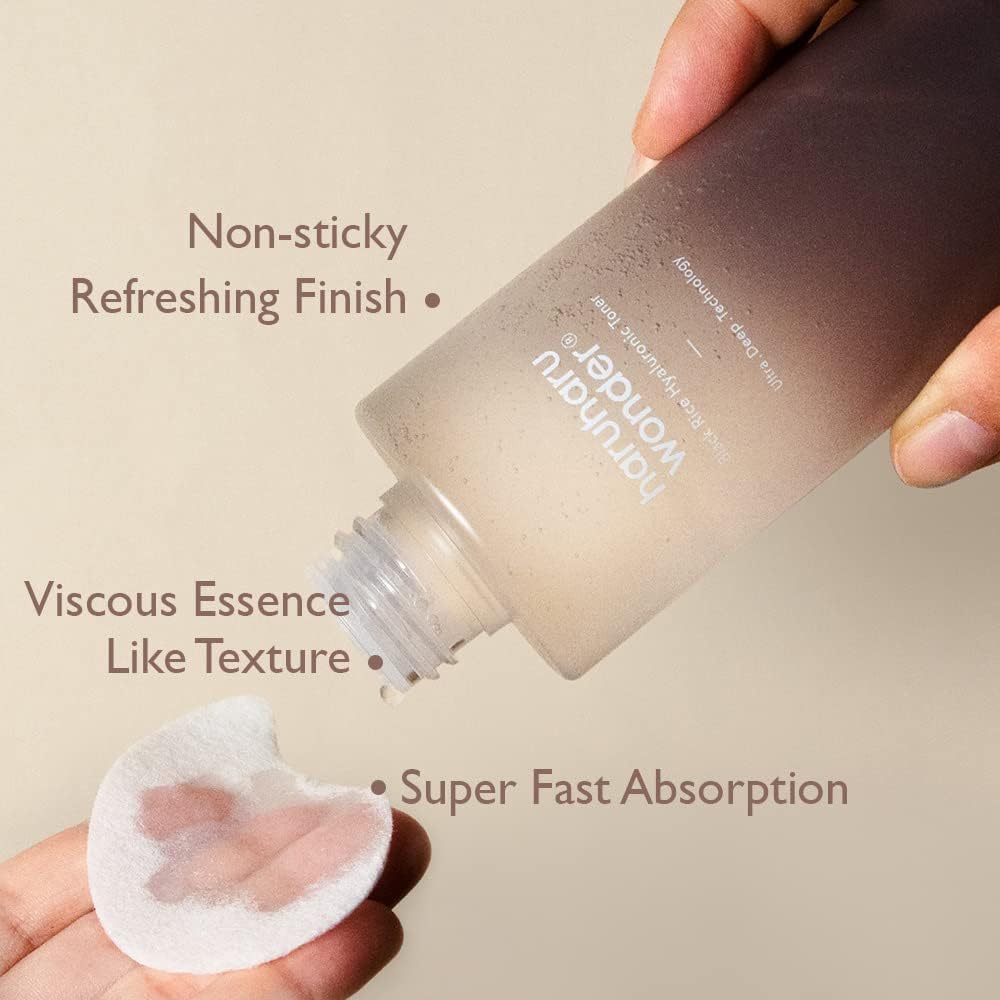 Non-sticky
Refreshing Finish •
haruharu
wonder®
Black Rice Hyaluronic Toner
Ultra . Deep . Technology
Viscous Essence
Like Texture •
• Super Fast Absorption